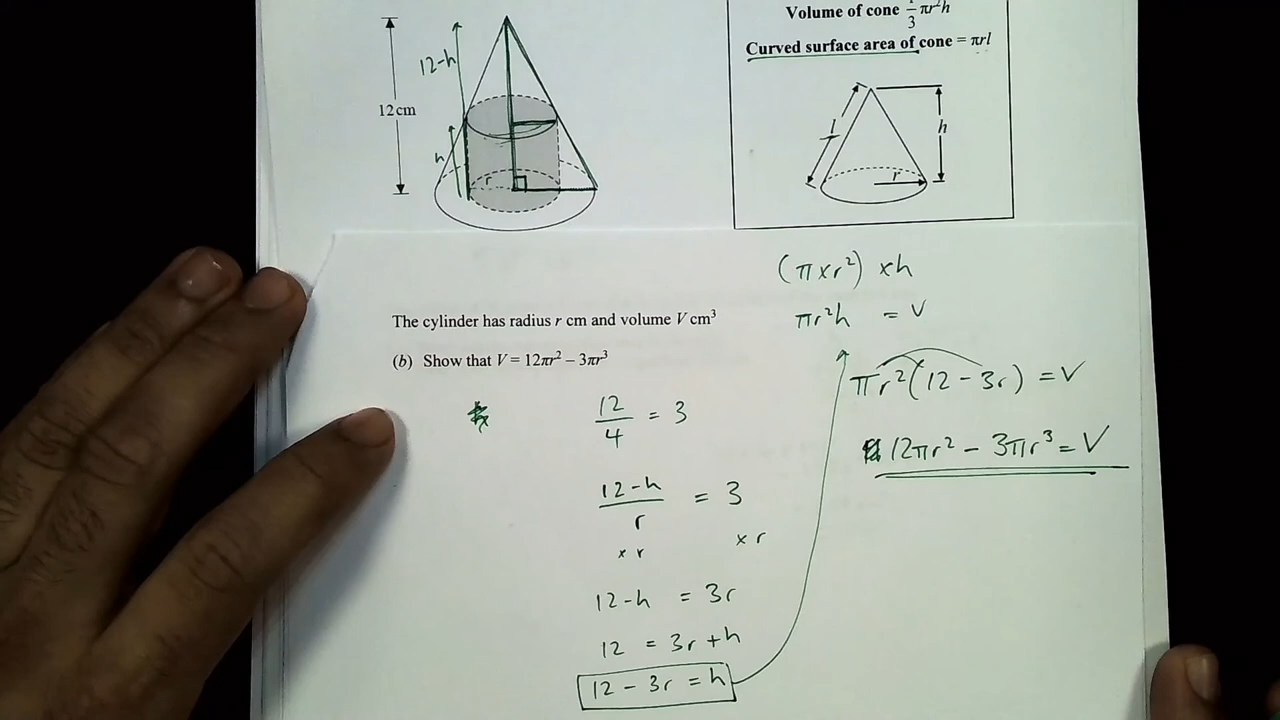 12-h
12 cm
h
r
Volume of cone 1/3 πr²h
Curved surface area of cone = πrl
l
h
r
The cylinder has radius r cm and volume V cm³
(b) Show that V = 12πr² – 3πr³
12/4 = 3
12-h/r = 3
×r ×r
12-h = 3r
12 = 3r+h
12 - 3r = h
(π×r²) ×h
πr²h = V
πr²(12 - 3r) = V
12πr² - 3πr³ = V